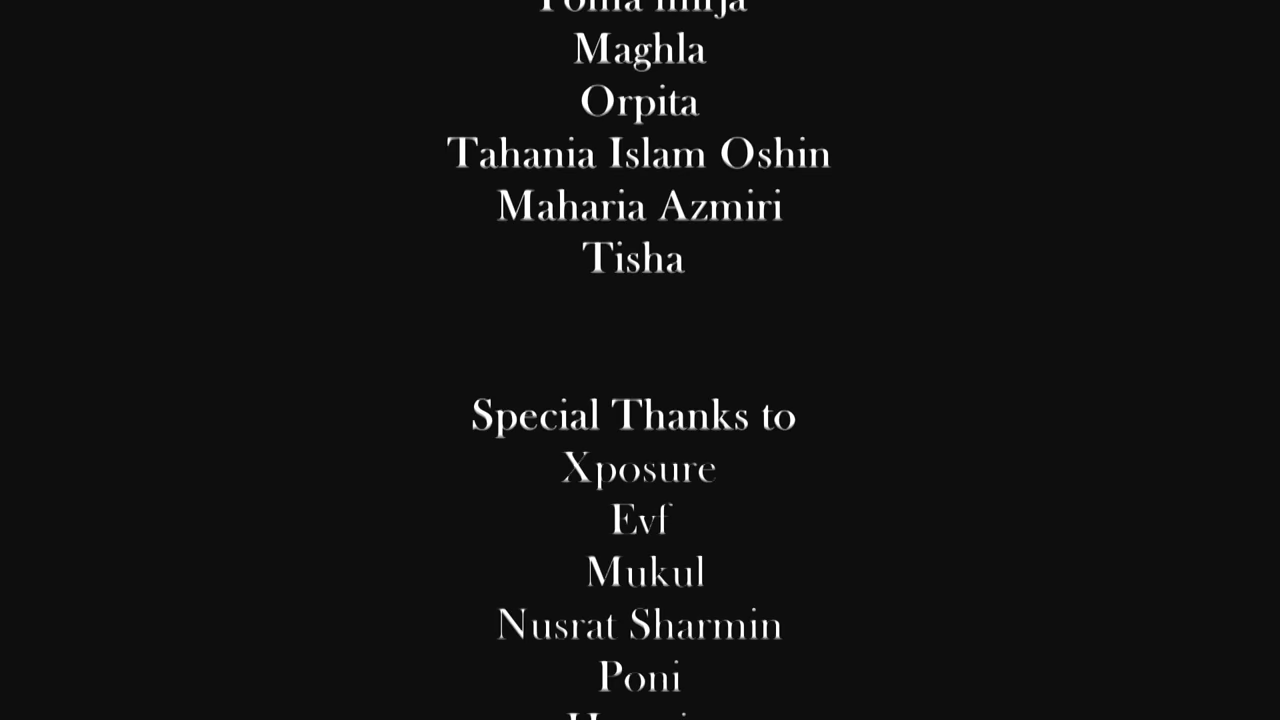 Maghla
Orpita
Tahania Islam Oshin
Maharia Azmiri
Tisha
Special Thanks to
Xposure
Evf
Mukul
Nusrat Sharmin
Poni